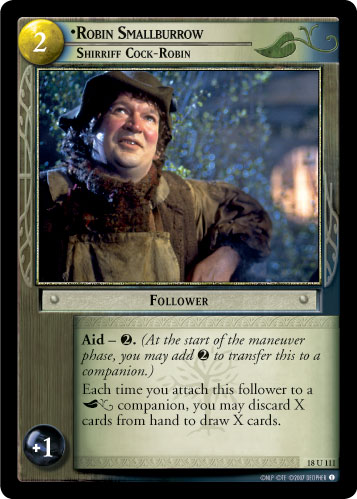 2
•Robin Smallburrow
Shirriff Cock-Robin
Follower
Aid – ❷. (At the start of the maneuver
phase, you may add ❷ to transfer this to a
companion.)
Each time you attach this follower to a
companion, you may discard X
cards from hand to draw X cards.
+1
18 U 111